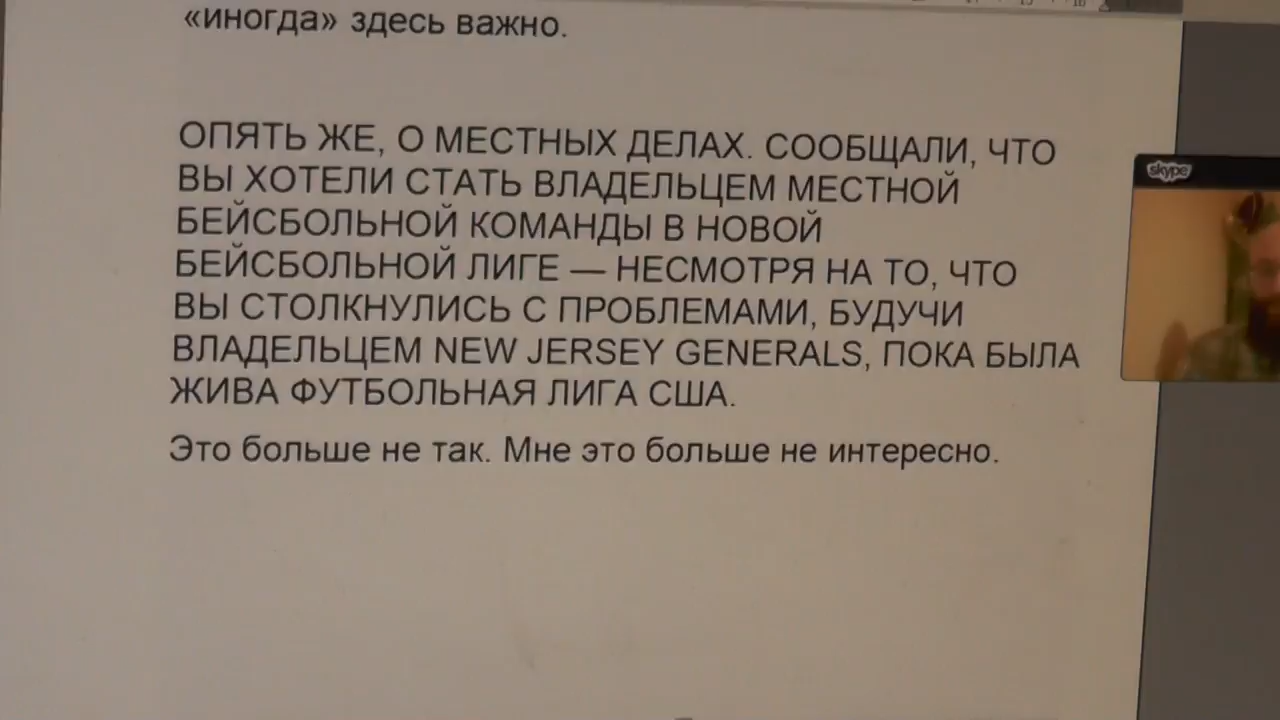 «иногда» здесь важно.
ОПЯТЬ ЖЕ, О МЕСТНЫХ ДЕЛАХ. СООБЩАЛИ, ЧТО
ВЫ ХОТЕЛИ СТАТЬ ВЛАДЕЛЬЦЕМ МЕСТНОЙ
БЕЙСБОЛЬНОЙ КОМАНДЫ В НОВОЙ
БЕЙСБОЛЬНОЙ ЛИГЕ — НЕСМОТРЯ НА ТО, ЧТО
ВЫ СТОЛКНУЛИСЬ С ПРОБЛЕМАМИ, БУДУЧИ
ВЛАДЕЛЬЦЕМ NEW JERSEY GENERALS, ПОКА БЫЛА
ЖИВА ФУТБОЛЬНАЯ ЛИГА США.
Это больше не так. Мне это больше не интересно.
skype